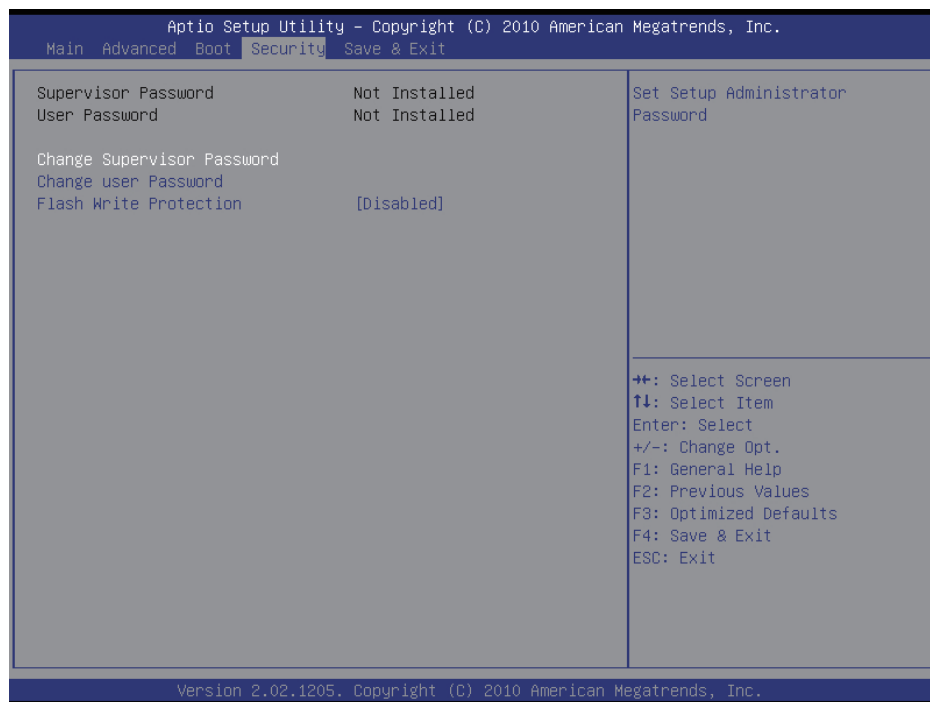 Aptio Setup Utility – Copyright (C) 2010 American Megatrends, Inc.
Main Advanced Boot Security Save & Exit
Supervisor Password Not Installed
User Password Not Installed
Change Supervisor Password
Change user Password
Flash Write Protection [Disabled]
Set Setup Administrator
Password
→←: Select Screen
↑↓: Select Item
Enter: Select
+/-: Change Opt.
F1: General Help
F2: Previous Values
F3: Optimized Defaults
F4: Save & Exit
ESC: Exit
Version 2.02.1205. Copyright (C) 2010 American Megatrends, Inc.